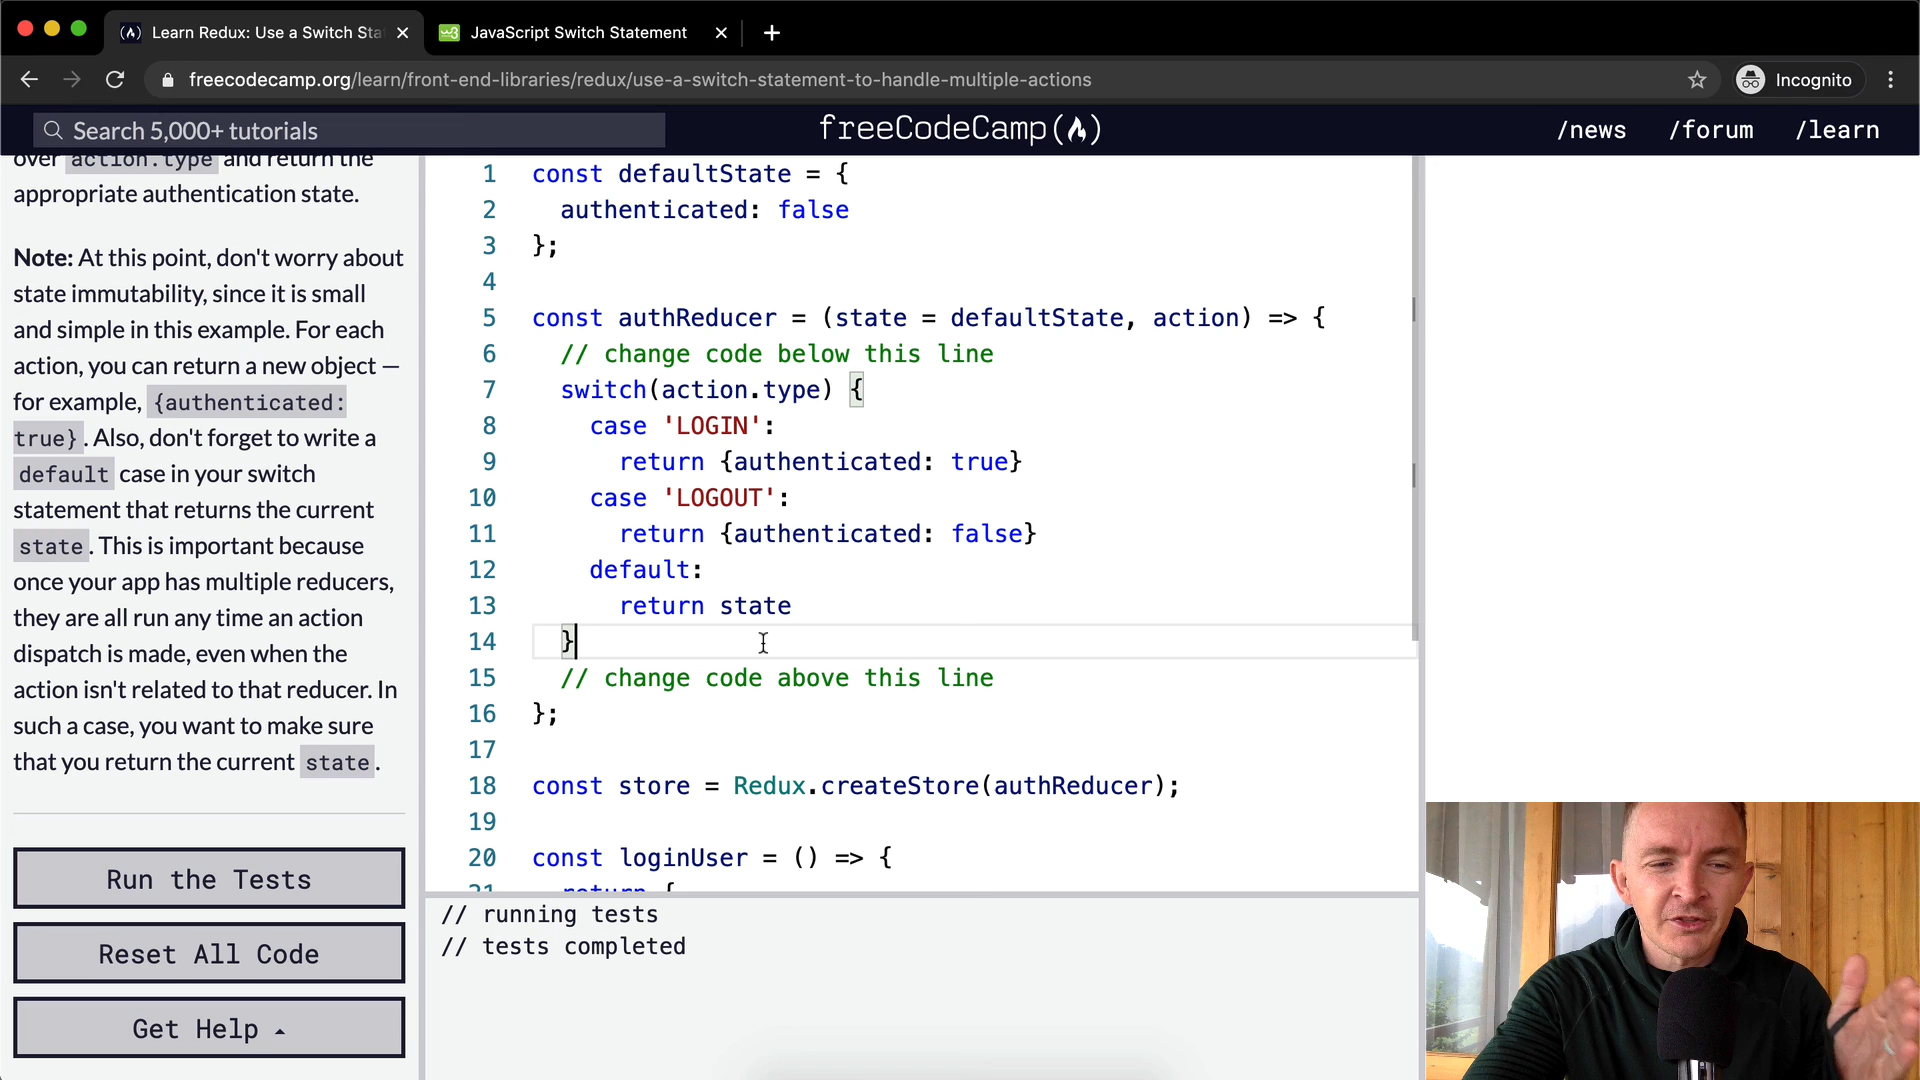 Learn Redux: Use a Switch Sta
JavaScript Switch Statement
freecodecamp.org/learn/front-end-libraries/redux/use-a-switch-statement-to-handle-multiple-actions
Incognito
Search 5,000+ tutorials
freeCodeCamp
/news
/forum
/learn
over action.type and return the
appropriate authentication state.
Note: At this point, don't worry about
state immutability, since it is small
and simple in this example. For each
action, you can return a new object —
for example, {authenticated:
true}. Also, don't forget to write a
default case in your switch
statement that returns the current
state. This is important because
once your app has multiple reducers,
they are all run any time an action
dispatch is made, even when the
action isn't related to that reducer. In
such a case, you want to make sure
that you return the current state.
Run the Tests
Reset All Code
Get Help
1 const defaultState = {
2 authenticated: false
3 };
4
5 const authReducer = (state = defaultState, action) => {
6 // change code below this line
7 switch(action.type) {
8 case 'LOGIN':
9 return {authenticated: true}
10 case 'LOGOUT':
11 return {authenticated: false}
12 default:
13 return state
14 }
15 // change code above this line
16 };
17
18 const store = Redux.createStore(authReducer);
19
20 const loginUser = () => {
21 return {
// running tests
// tests completed